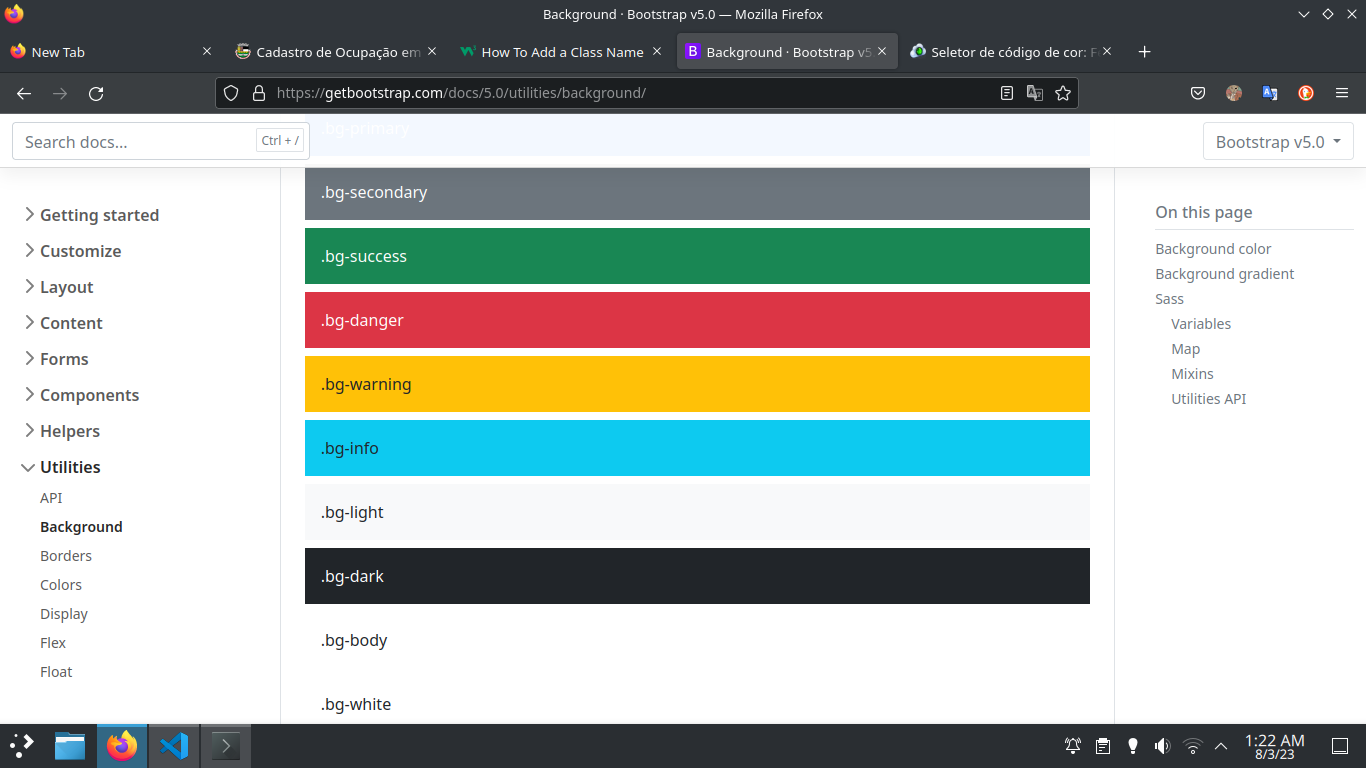 Background · Bootstrap v5.0 — Mozilla Firefox
New Tab
Cadastro de Ocupação em
How To Add a Class Name
Background · Bootstrap v5
Seletor de código de cor:
https://getbootstrap.com/docs/5.0/utilities/background/
Search docs...
Ctrl + /
Bootstrap v5.0
.bg-primary
.bg-secondary
.bg-success
.bg-danger
.bg-warning
.bg-info
.bg-light
.bg-dark
.bg-body
.bg-white
Getting started
Customize
Layout
Content
Forms
Components
Helpers
Utilities
API
Background
Borders
Colors
Display
Flex
Float
On this page
Background color
Background gradient
Sass
Variables
Map
Mixins
Utilities API
1:22 AM
8/3/23